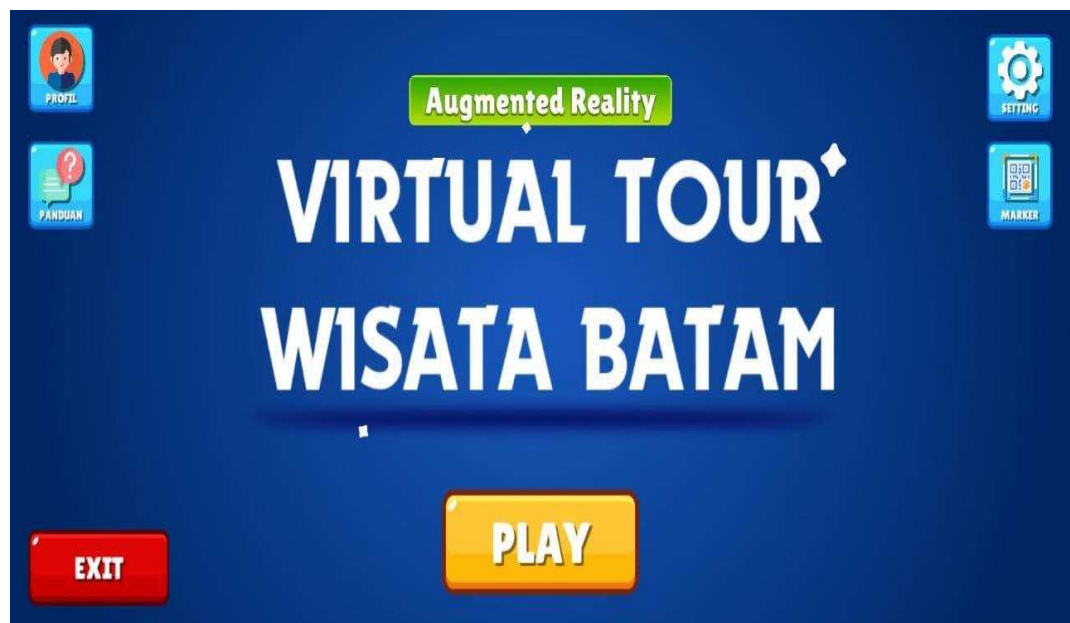 PROFIL
SETTING
Augmented Reality
PANDUAN
MARKER
VIRTUAL TOUR
WISATA BATAM
PLAY
EXIT